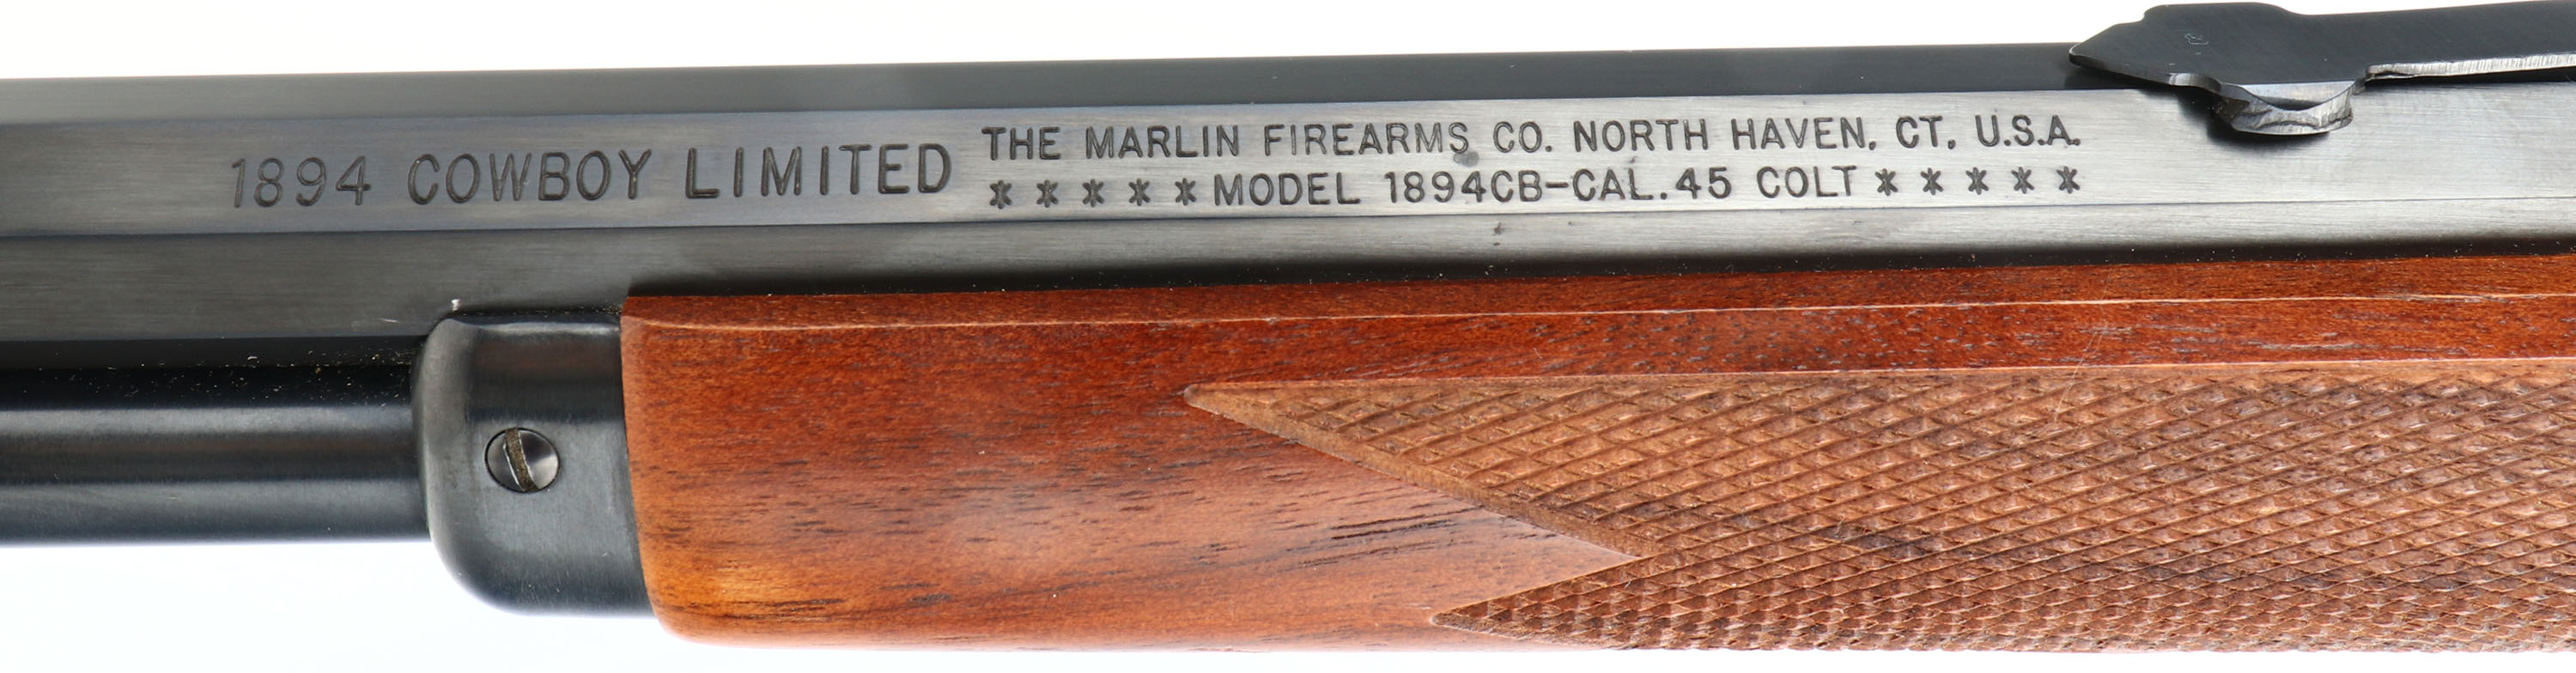 1894 COWBOY LIMITED
THE MARLIN FIREARMS CO. NORTH HAVEN, CT. U.S.A.
*****MODEL 1894CB-CAL.45 COLT*****